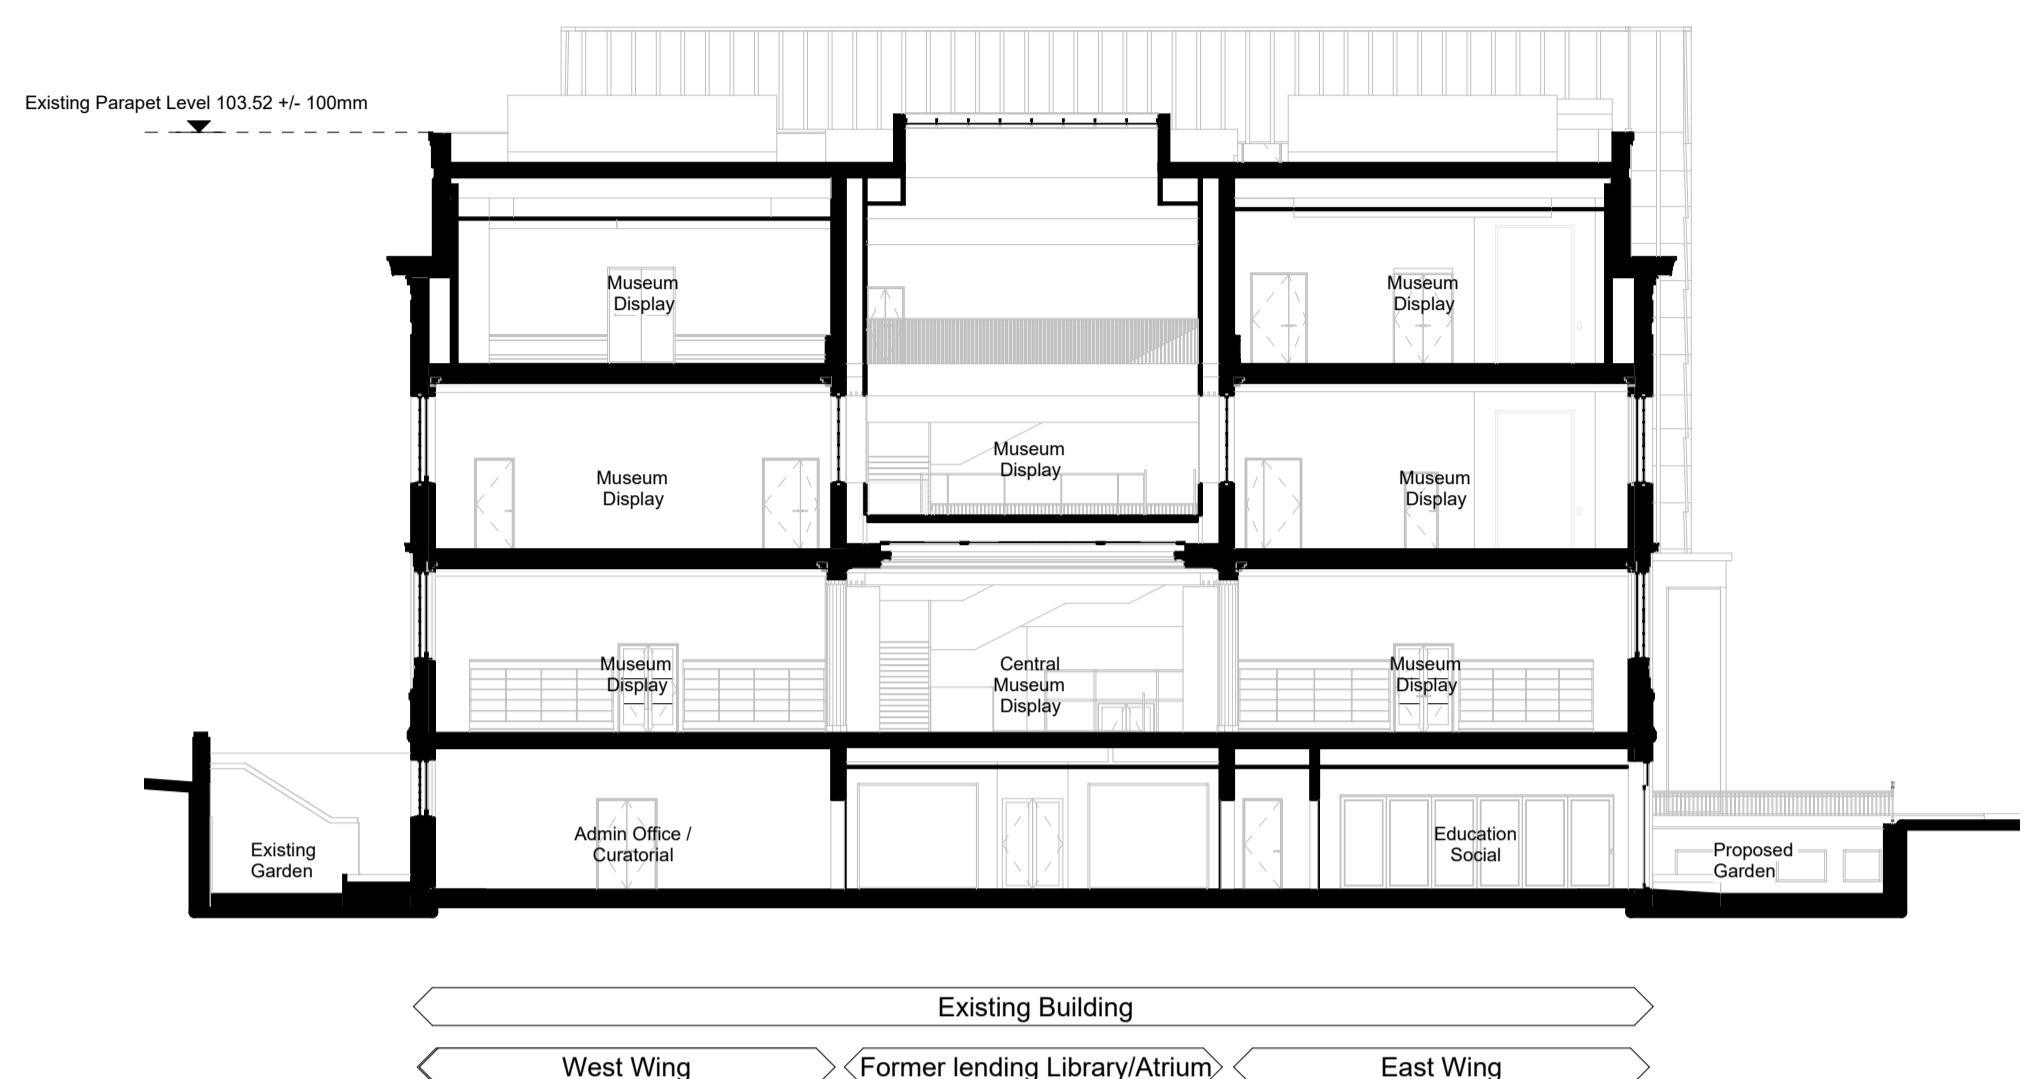 Existing Parapet Level 103.52 +/- 100mm
Museum
Display
Museum
Display
Museum
Display
Museum
Display
Museum
Display
Museum
Display
Central
Museum
Display
Museum
Display
Admin Office /
Curatorial
Education
Social
Existing
Garden
Proposed
Garden
Existing Building
West Wing
Former lending Library/Atrium
East Wing